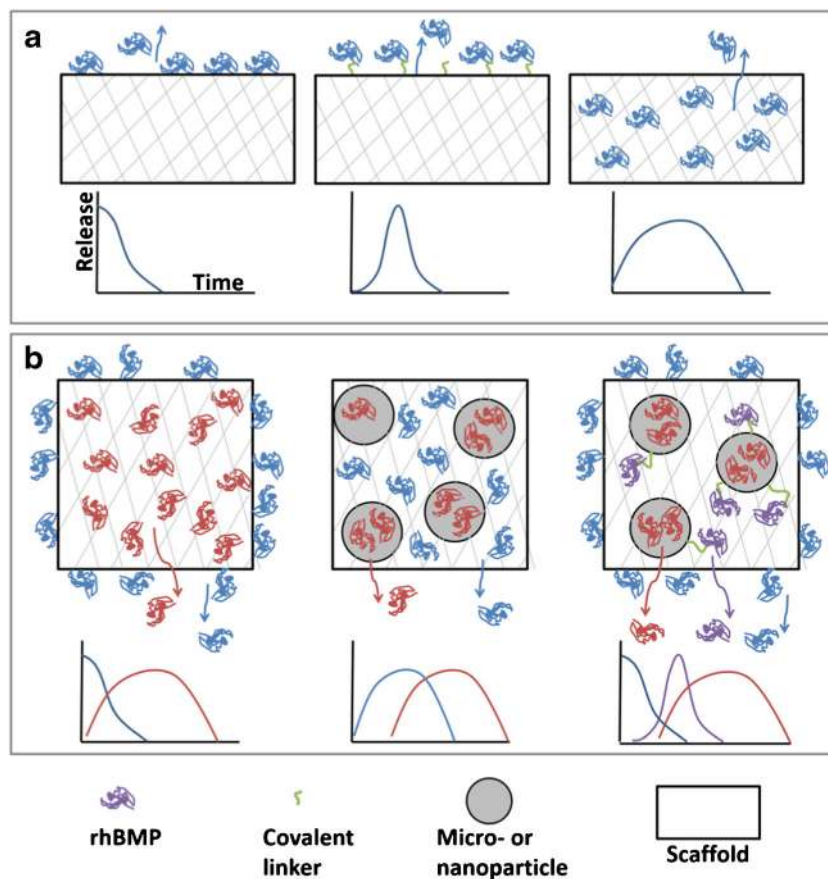 a
Release
Time
b
rhBMP
Covalent
linker
Micro- or
nanoparticle
Scaffold